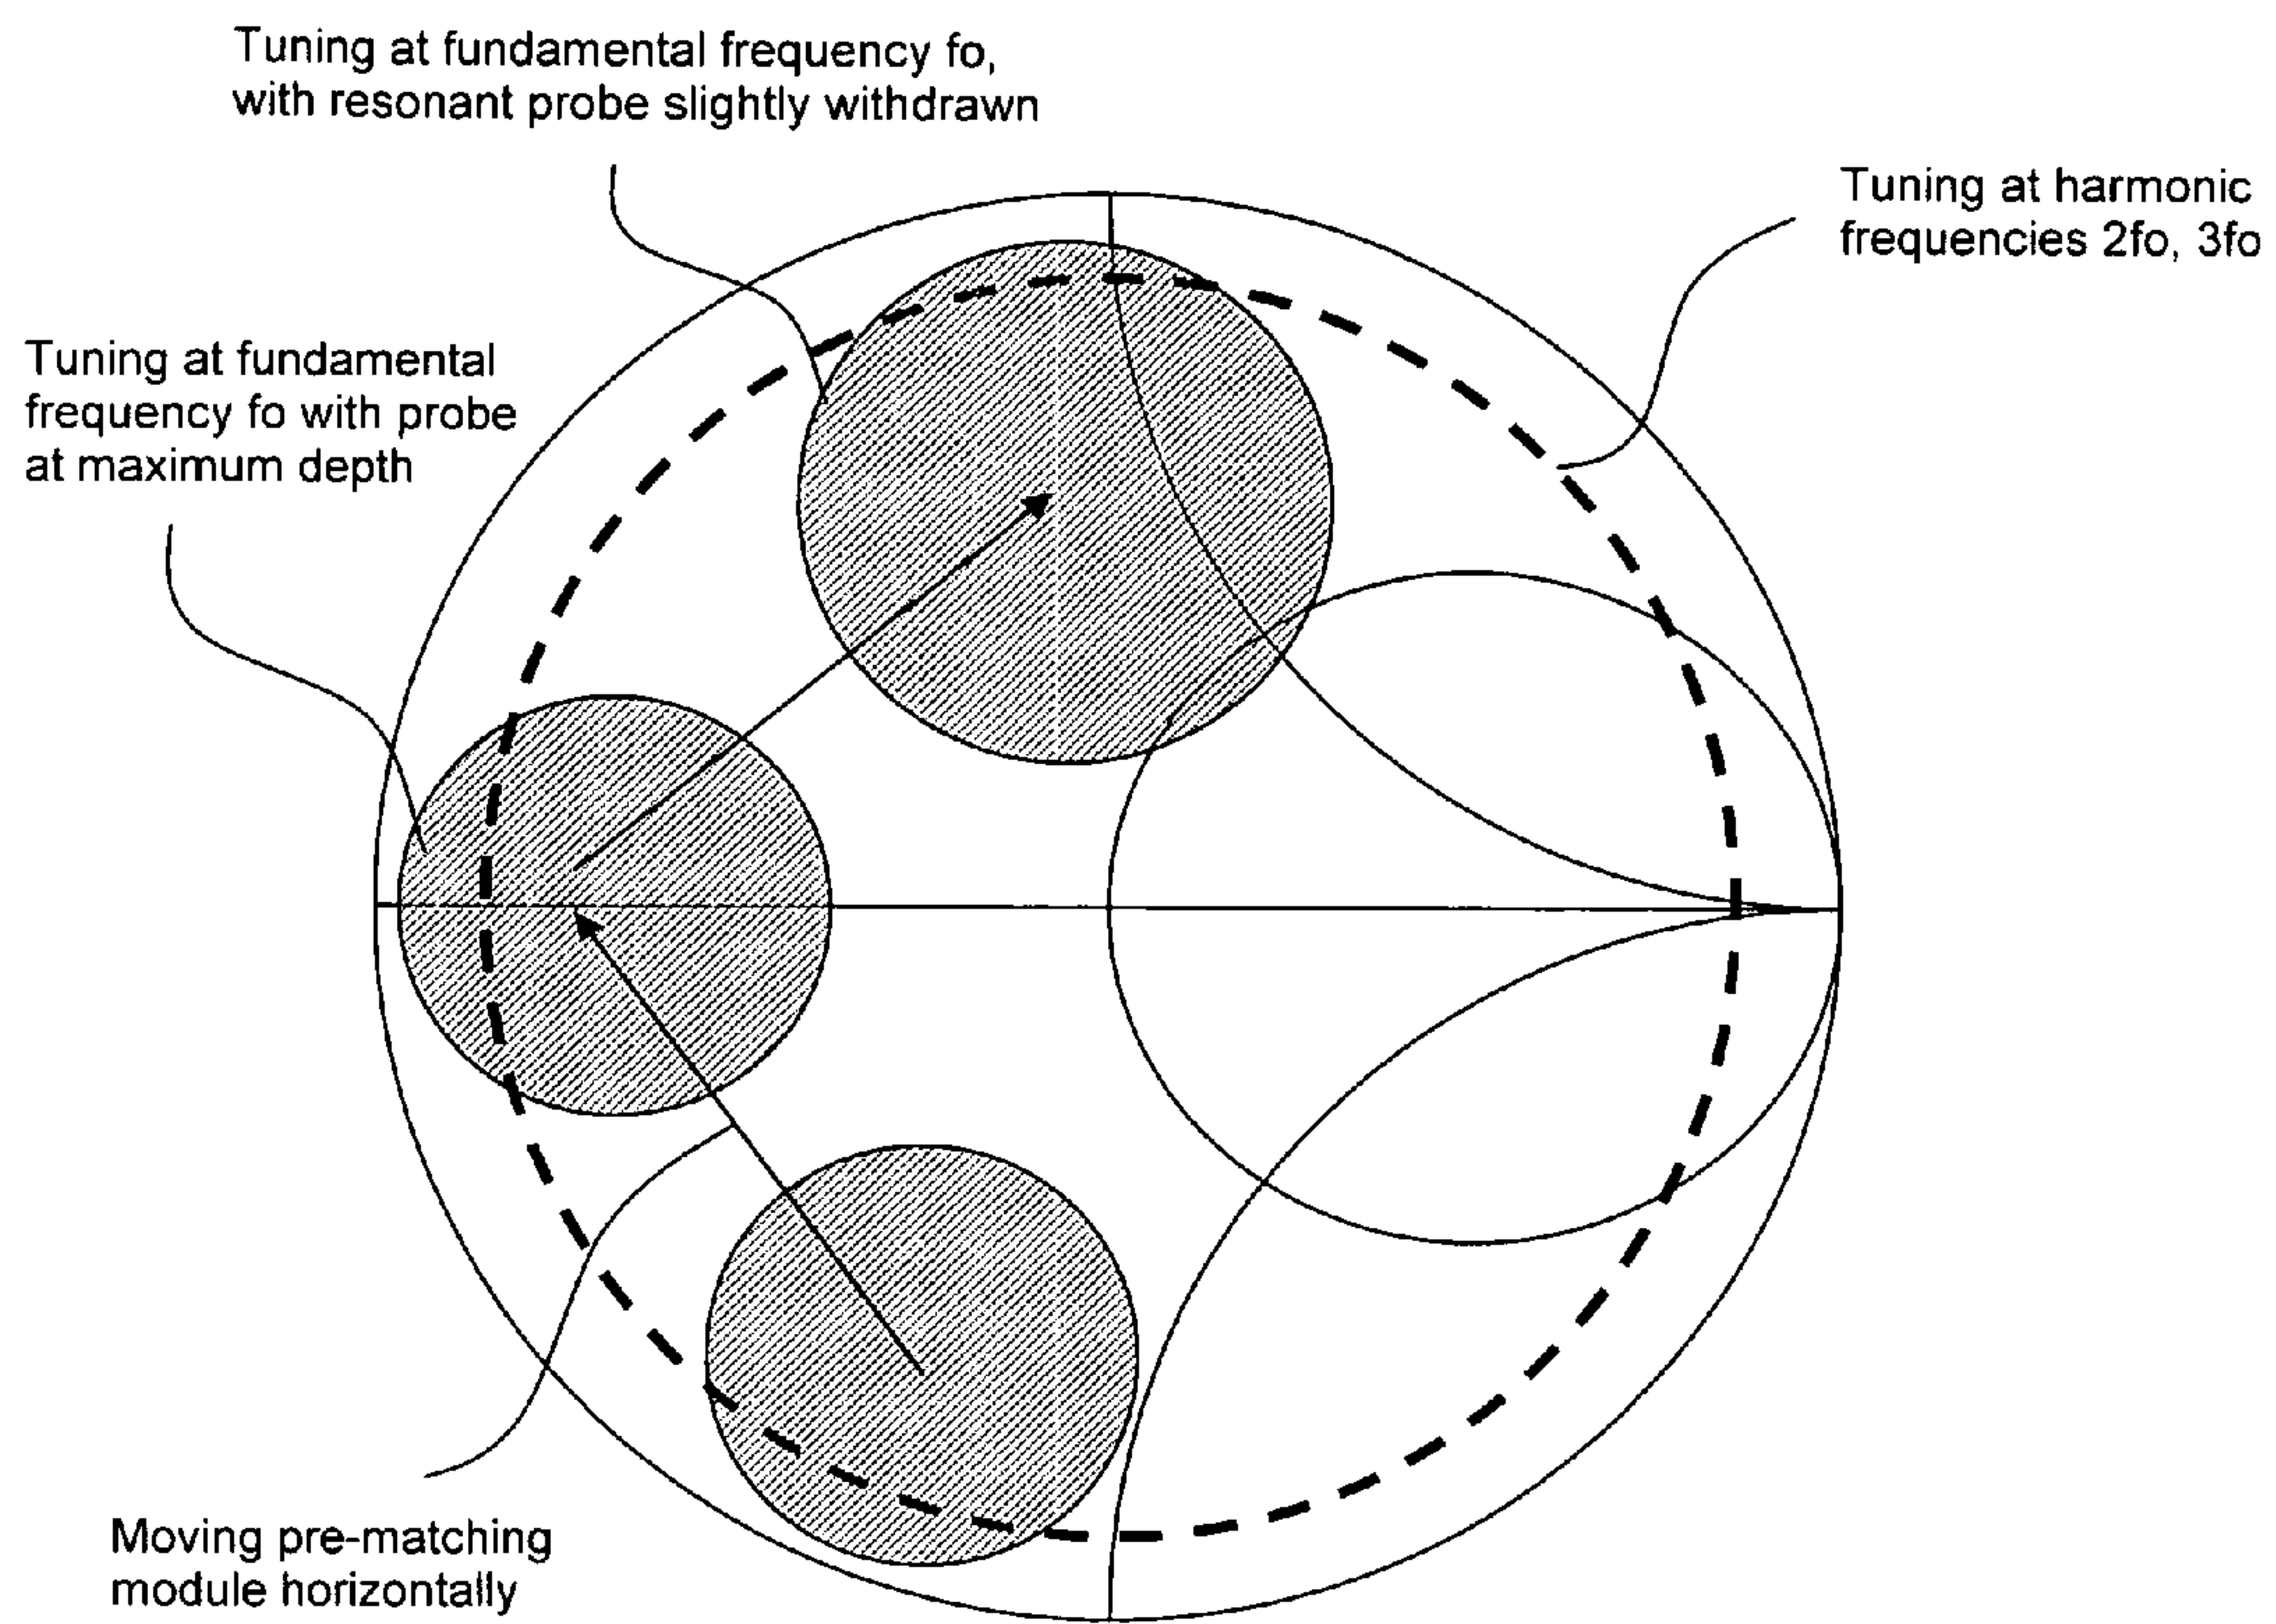 Tuning at fundamental frequency fo,
with resonant probe slightly withdrawn
Tuning at harmonic
frequencies 2fo, 3fo
Tuning at fundamental
frequency fo with probe
at maximum depth
Moving pre-matching
module horizontally